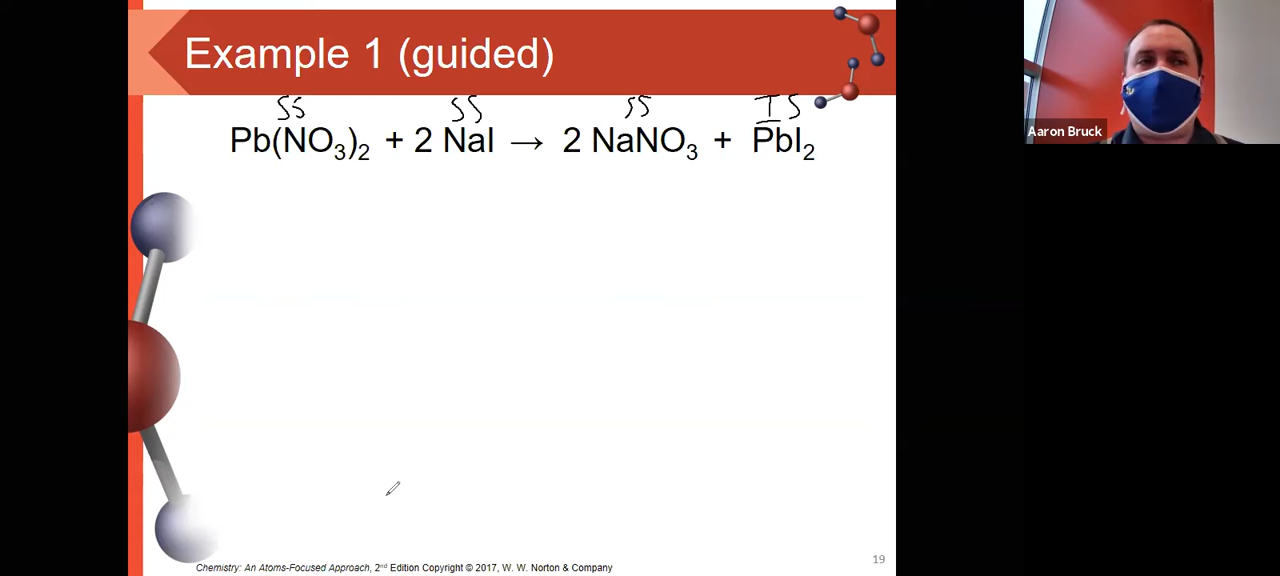 Example 1 (guided)
SS SS SS IS
Pb(NO₃)₂ + 2 NaI → 2 NaNO₃ + PbI₂
Aaron Bruck
19
Chemistry: An Atoms-Focused Approach, 2nd Edition Copyright © 2017, W. W. Norton & Company